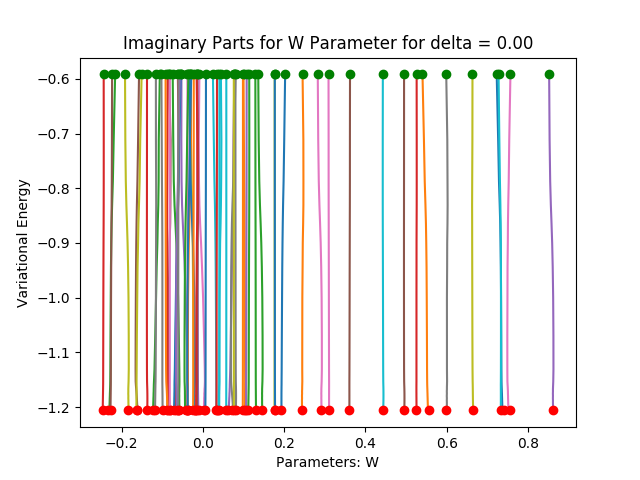 Imaginary Parts for W Parameter for delta = 0.00
Variational Energy
−0.6
−0.7
−0.8
−0.9
−1.0
−1.1
−1.2
−0.2 0.0 0.2 0.4 0.6 0.8
Parameters: W